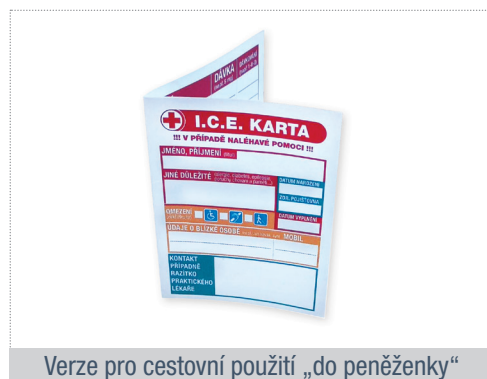 DÁVKA
I.C.E. KARTA
!!! V PŘÍPADĚ NALÉHAVÉ POMOCI !!!
JMÉNO, PŘÍJMENÍ
JINÉ DŮLEŽITÉ
DATUM NAROZENÍ
ZDR. POJIŠŤOVNA
DATUM VYPLNĚNÍ
OMEZENÍ
ÚDAJE O BLÍZKÉ OSOBĚ
MOBIL
KONTAKT
PŘÍPADNĚ
RAZÍTKO
PRAKTICKÉHO
LÉKAŘE
Verze pro cestovní použití „do peněženky“